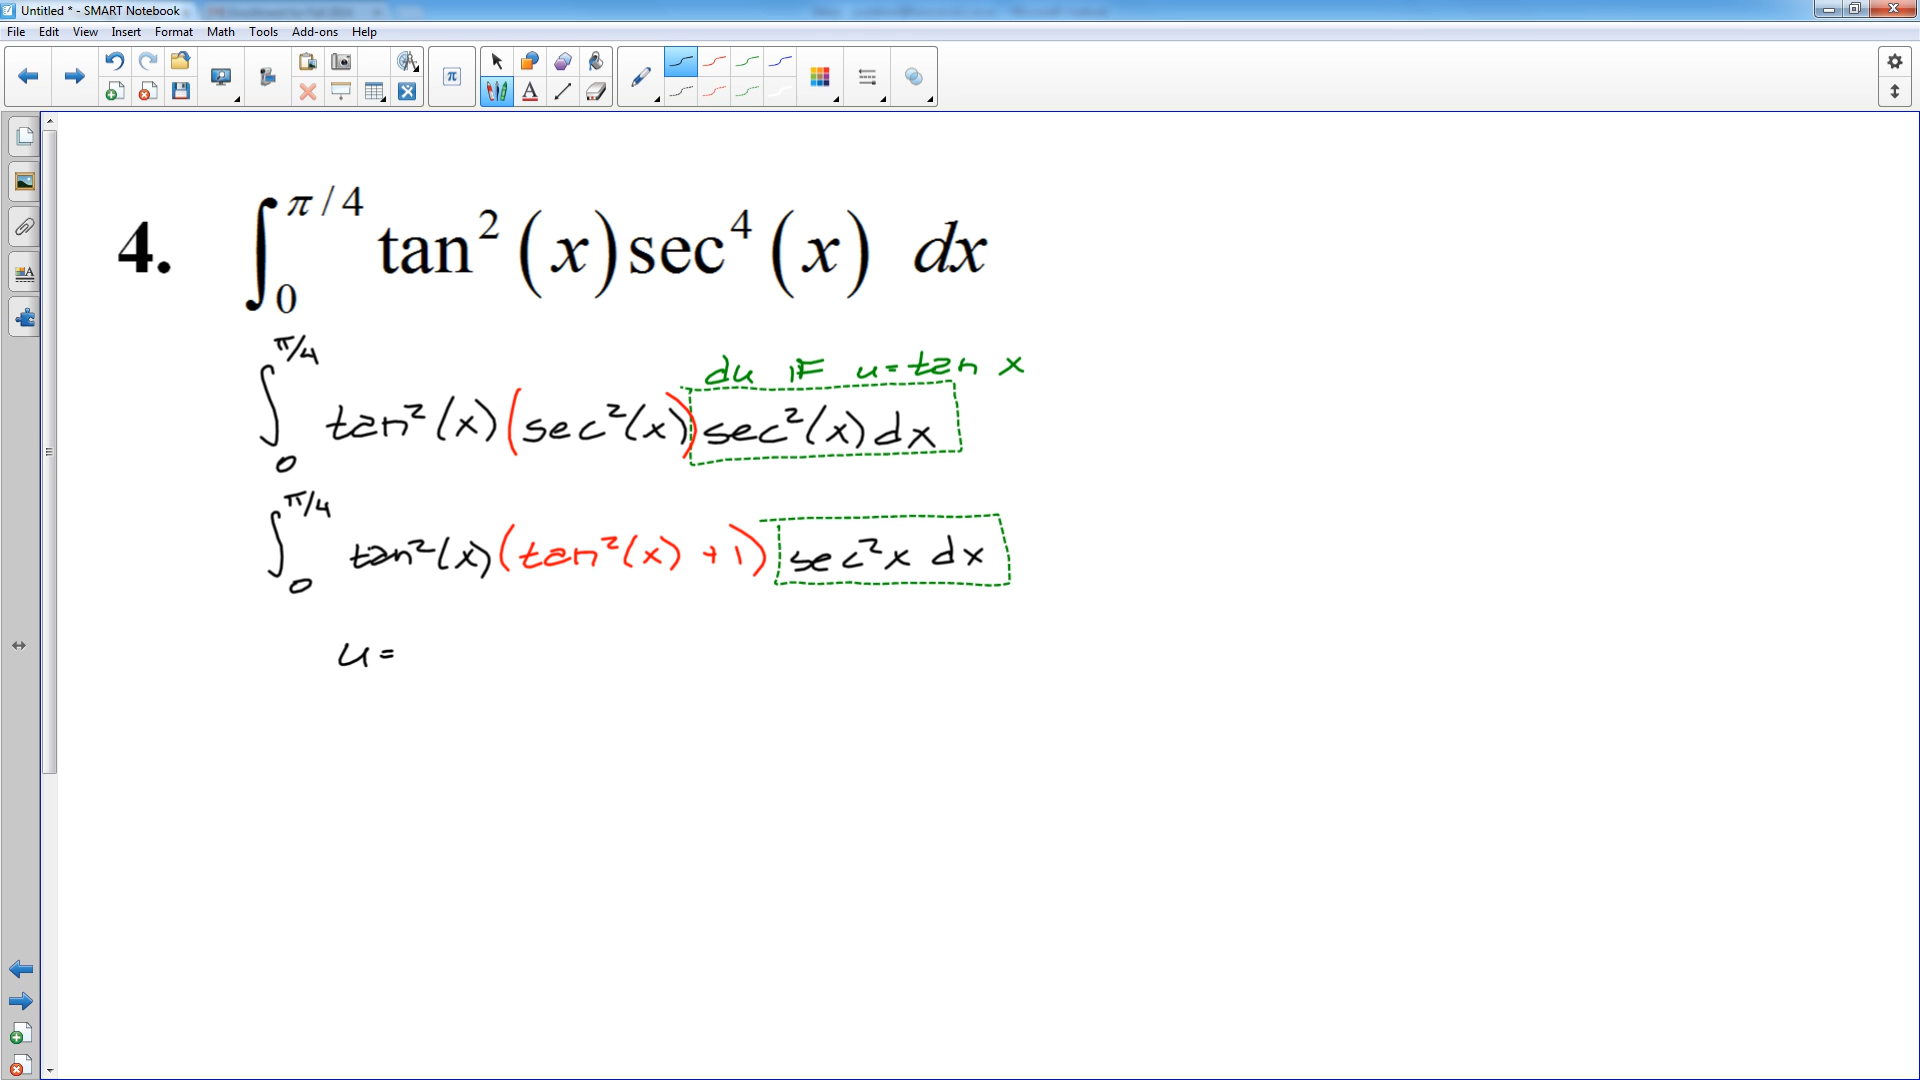 Untitled * - SMART Notebook
File Edit View Insert Format Math Tools Add-ons Help
π
A
A
4. ∫₀^π/4 tan² (x) sec⁴ (x) dx
du if u = tan x
∫₀^π/4 tan² (x) (sec²(x)) sec²(x) dx
∫₀^π/4 tan²(x) (tan²(x) + 1) sec²x dx
u =